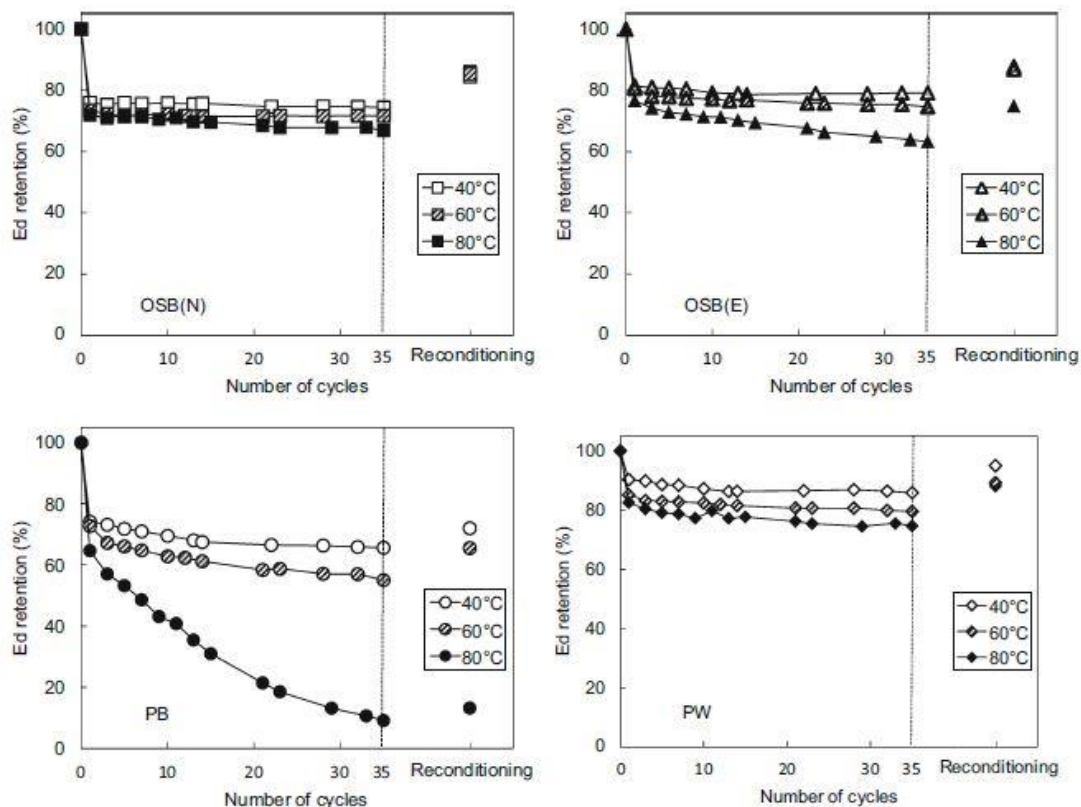 100
80
60
40
20
0
Ed retention (%)
40°C
60°C
80°C
OSB(N)
0 10 20 30 35 Reconditioning
Number of cycles
100
80
60
40
20
0
Ed retention (%)
40°C
60°C
80°C
OSB(E)
0 10 20 30 35 Reconditioning
Number of cycles
100
80
60
40
20
0
Ed retention (%)
40°C
60°C
80°C
PB
0 10 20 30 35 Reconditioning
Number of cycles
100
80
60
40
20
0
Ed retention (%)
40°C
60°C
80°C
PW
0 10 20 30 35 Reconditioning
Number of cycles